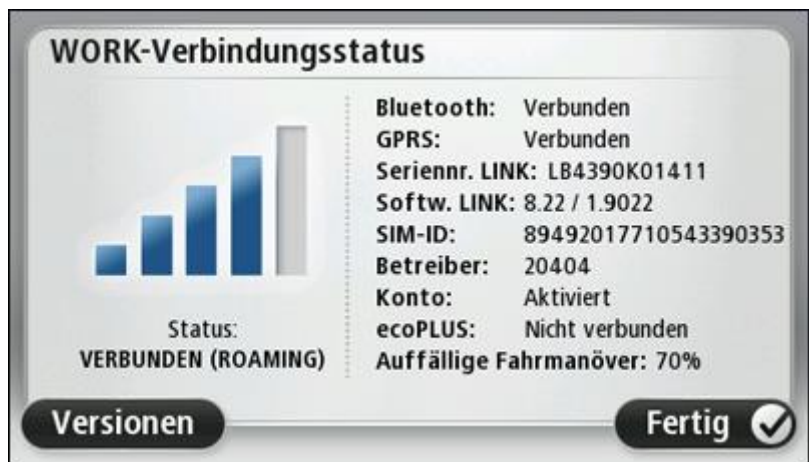 WORK-Verbindungsstatus
Status:
VERBUNDEN (ROAMING)
Bluetooth: Verbunden
GPRS: Verbunden
Seriennr. LINK: LB4390K01411
Softw. LINK: 8.22 / 1.9022
SIM-ID: 89492017710543390353
Betreiber: 20404
Konto: Aktiviert
ecoPLUS: Nicht verbunden
Auffällige Fahrmanöver: 70%
Versionen
Fertig